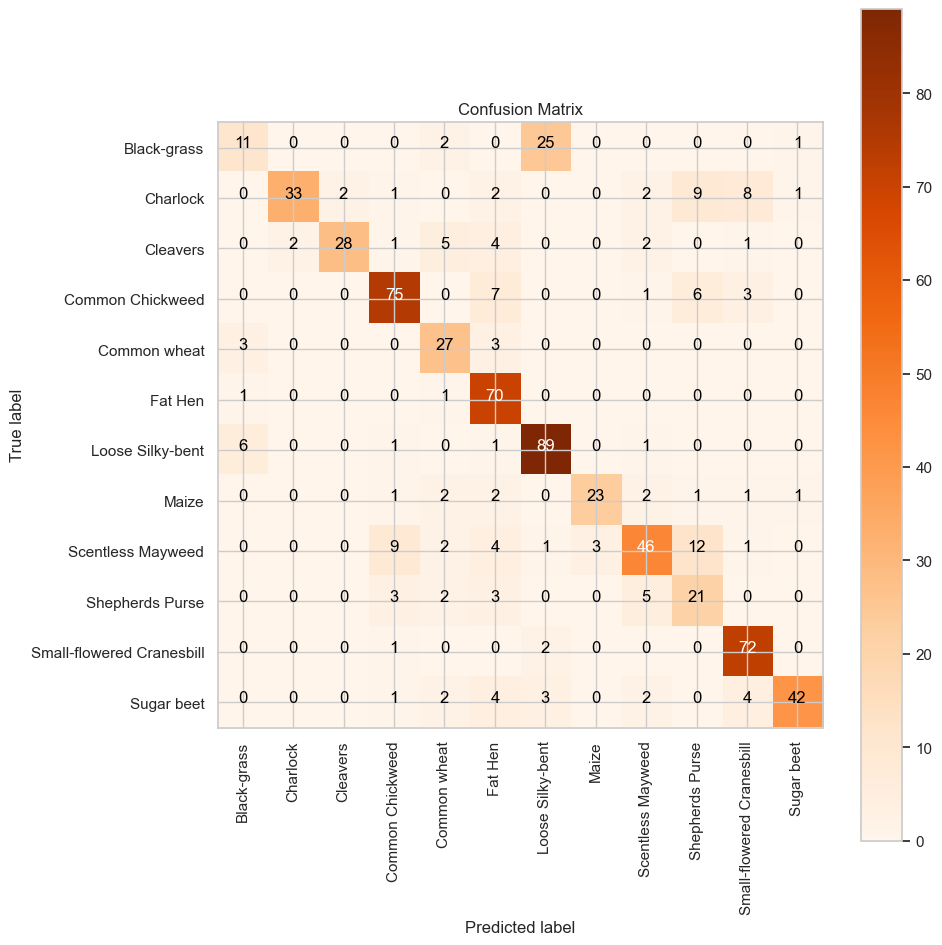 Confusion Matrix
True label
Black-grass 11 0 0 0 2 0 25 0 0 0 0 1
Charlock 0 33 2 1 0 2 0 0 2 9 8 1
Cleavers 0 2 28 1 5 4 0 0 2 0 1 0
Common Chickweed 0 0 0 75 0 7 0 0 1 6 3 0
Common wheat 3 0 0 0 27 3 0 0 0 0 0 0
Fat Hen 1 0 0 0 1 70 0 0 0 0 0 0
Loose Silky-bent 6 0 0 1 0 1 89 0 1 0 0 0
Maize 0 0 0 1 2 2 0 23 2 1 1 1
Scentless Mayweed 0 0 0 9 2 4 1 3 46 12 1 0
Shepherds Purse 0 0 0 3 2 3 0 0 5 21 0 0
Small-flowered Cranesbill 0 0 0 1 0 0 2 0 0 0 72 0
Sugar beet 0 0 0 1 2 4 3 0 2 0 4 42
Black-grass
Charlock
Cleavers
Common Chickweed
Common wheat
Fat Hen
Loose Silky-bent
Maize
Scentless Mayweed
Shepherds Purse
Small-flowered Cranesbill
Sugar beet
Predicted label
80
70
60
50
40
30
20
10
0